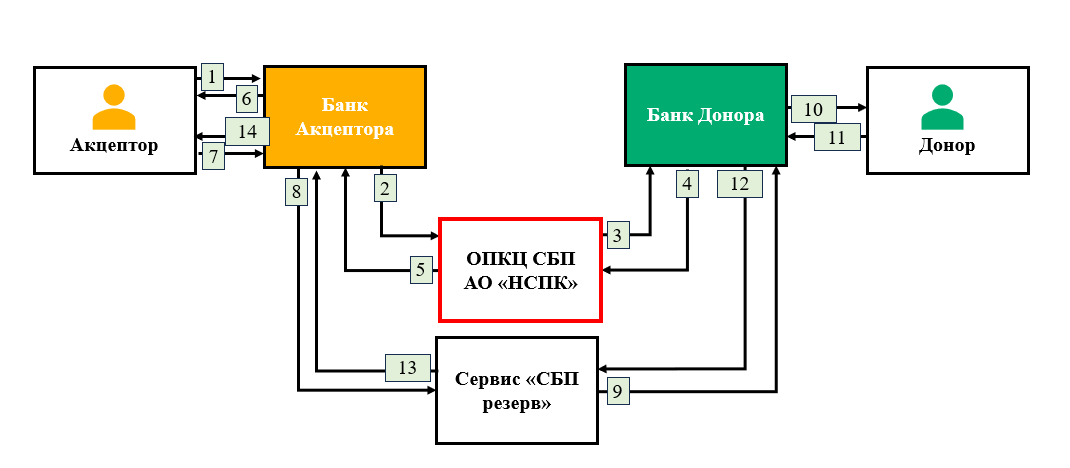 1
6
14
7
Акцептор
Банк
Акцептора
Банк Донора
10
11
Донор
8
2
4
12
3
5
ОПКЦ СБП
АО «НСПК»
13
9
Сервис «СБП
резерв»